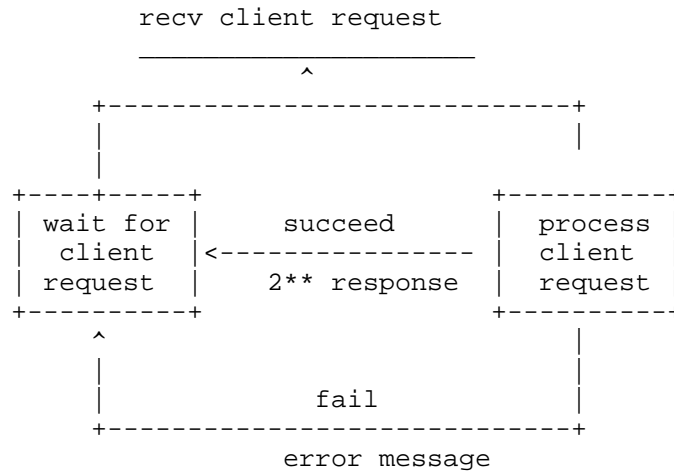 recv client request
^
wait for succeed process
client client
request 2** response request
^
fail
error message